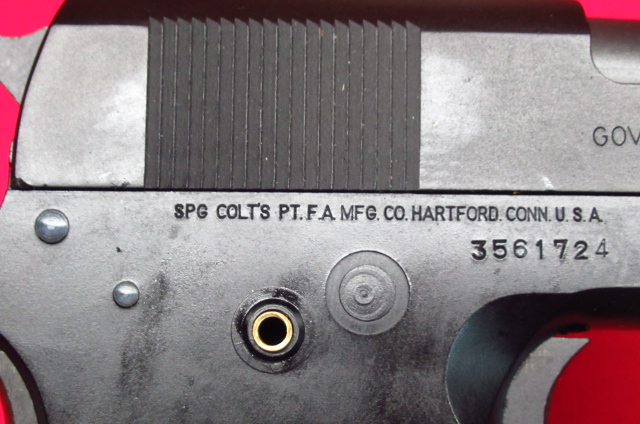 GOV
SPG COLT'S PT. F.A. MFG. CO. HARTFORD. CONN. U.S.A.
3561724